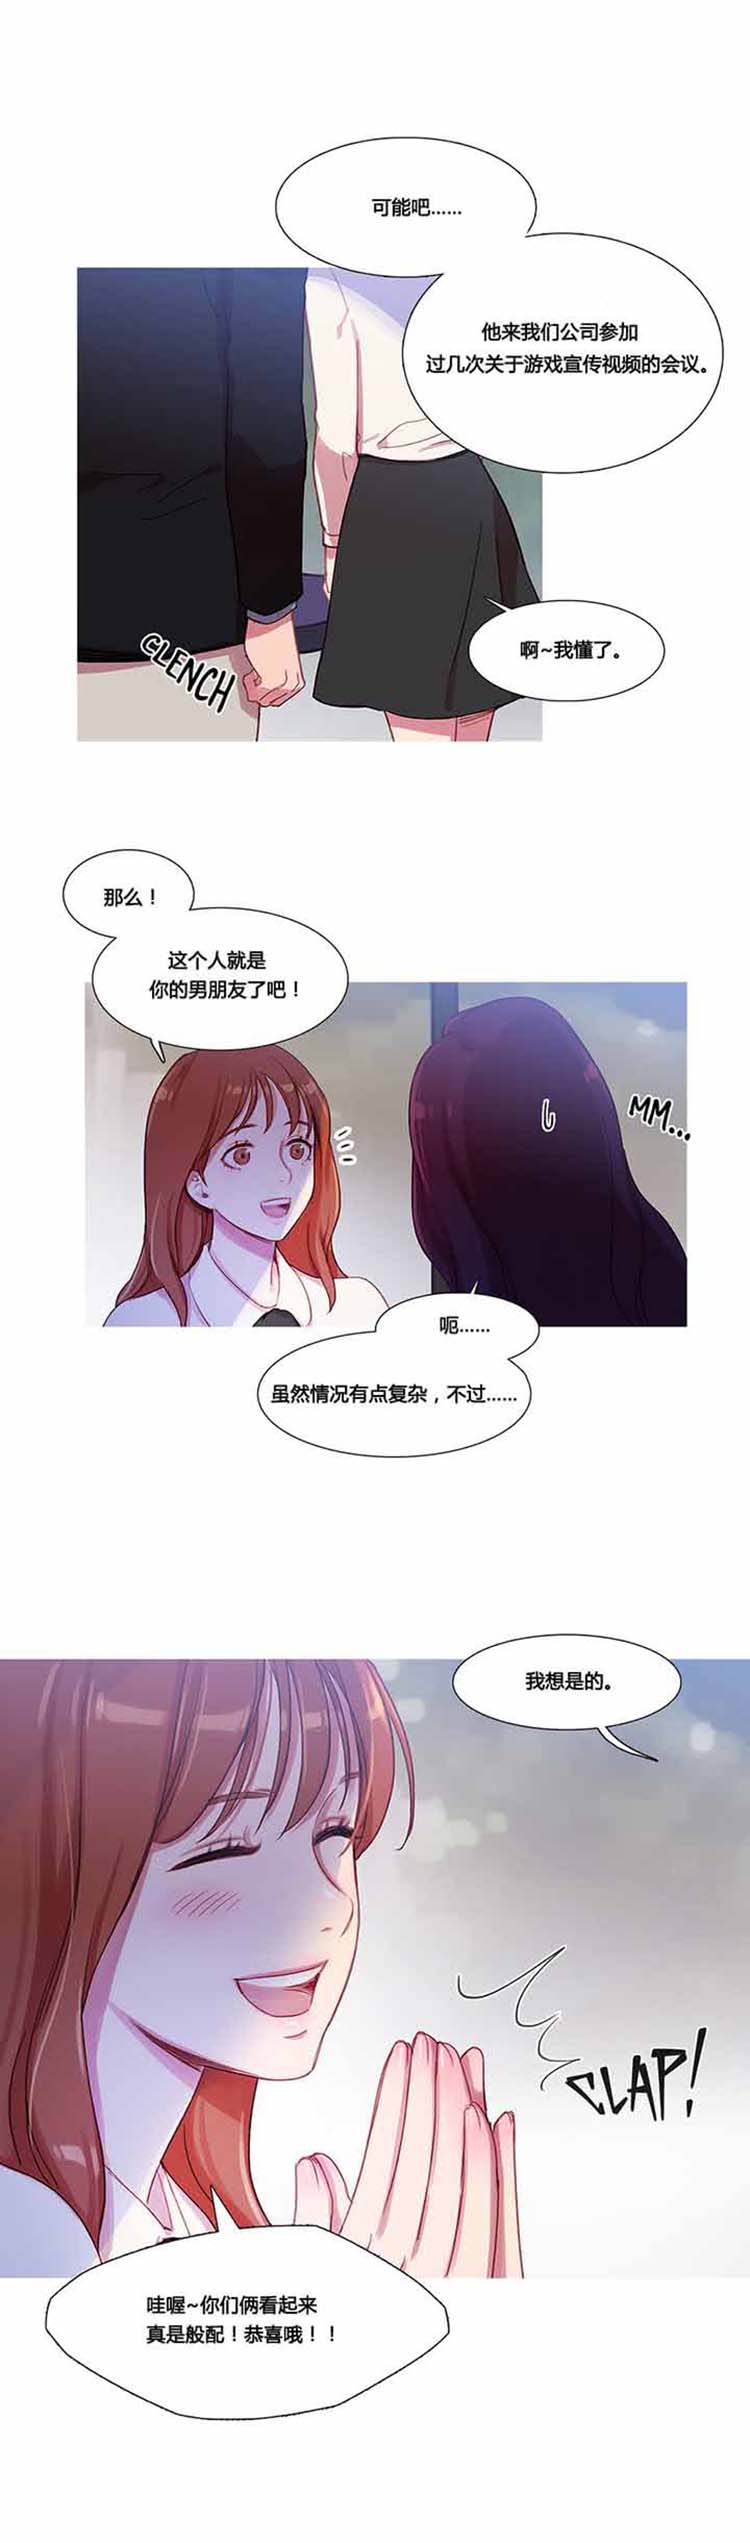 可能吧……
他来我们公司参加
过几次关于游戏宣传视频的会议。
啊~我懂了。
CLENCH
那么！
这个人就是
你的男朋友了吧！
MM...
呃……
虽然情况有点复杂，不过……
我想是的。
CLAP!
哇喔~你们俩看起来
真是般配！恭喜哦！！